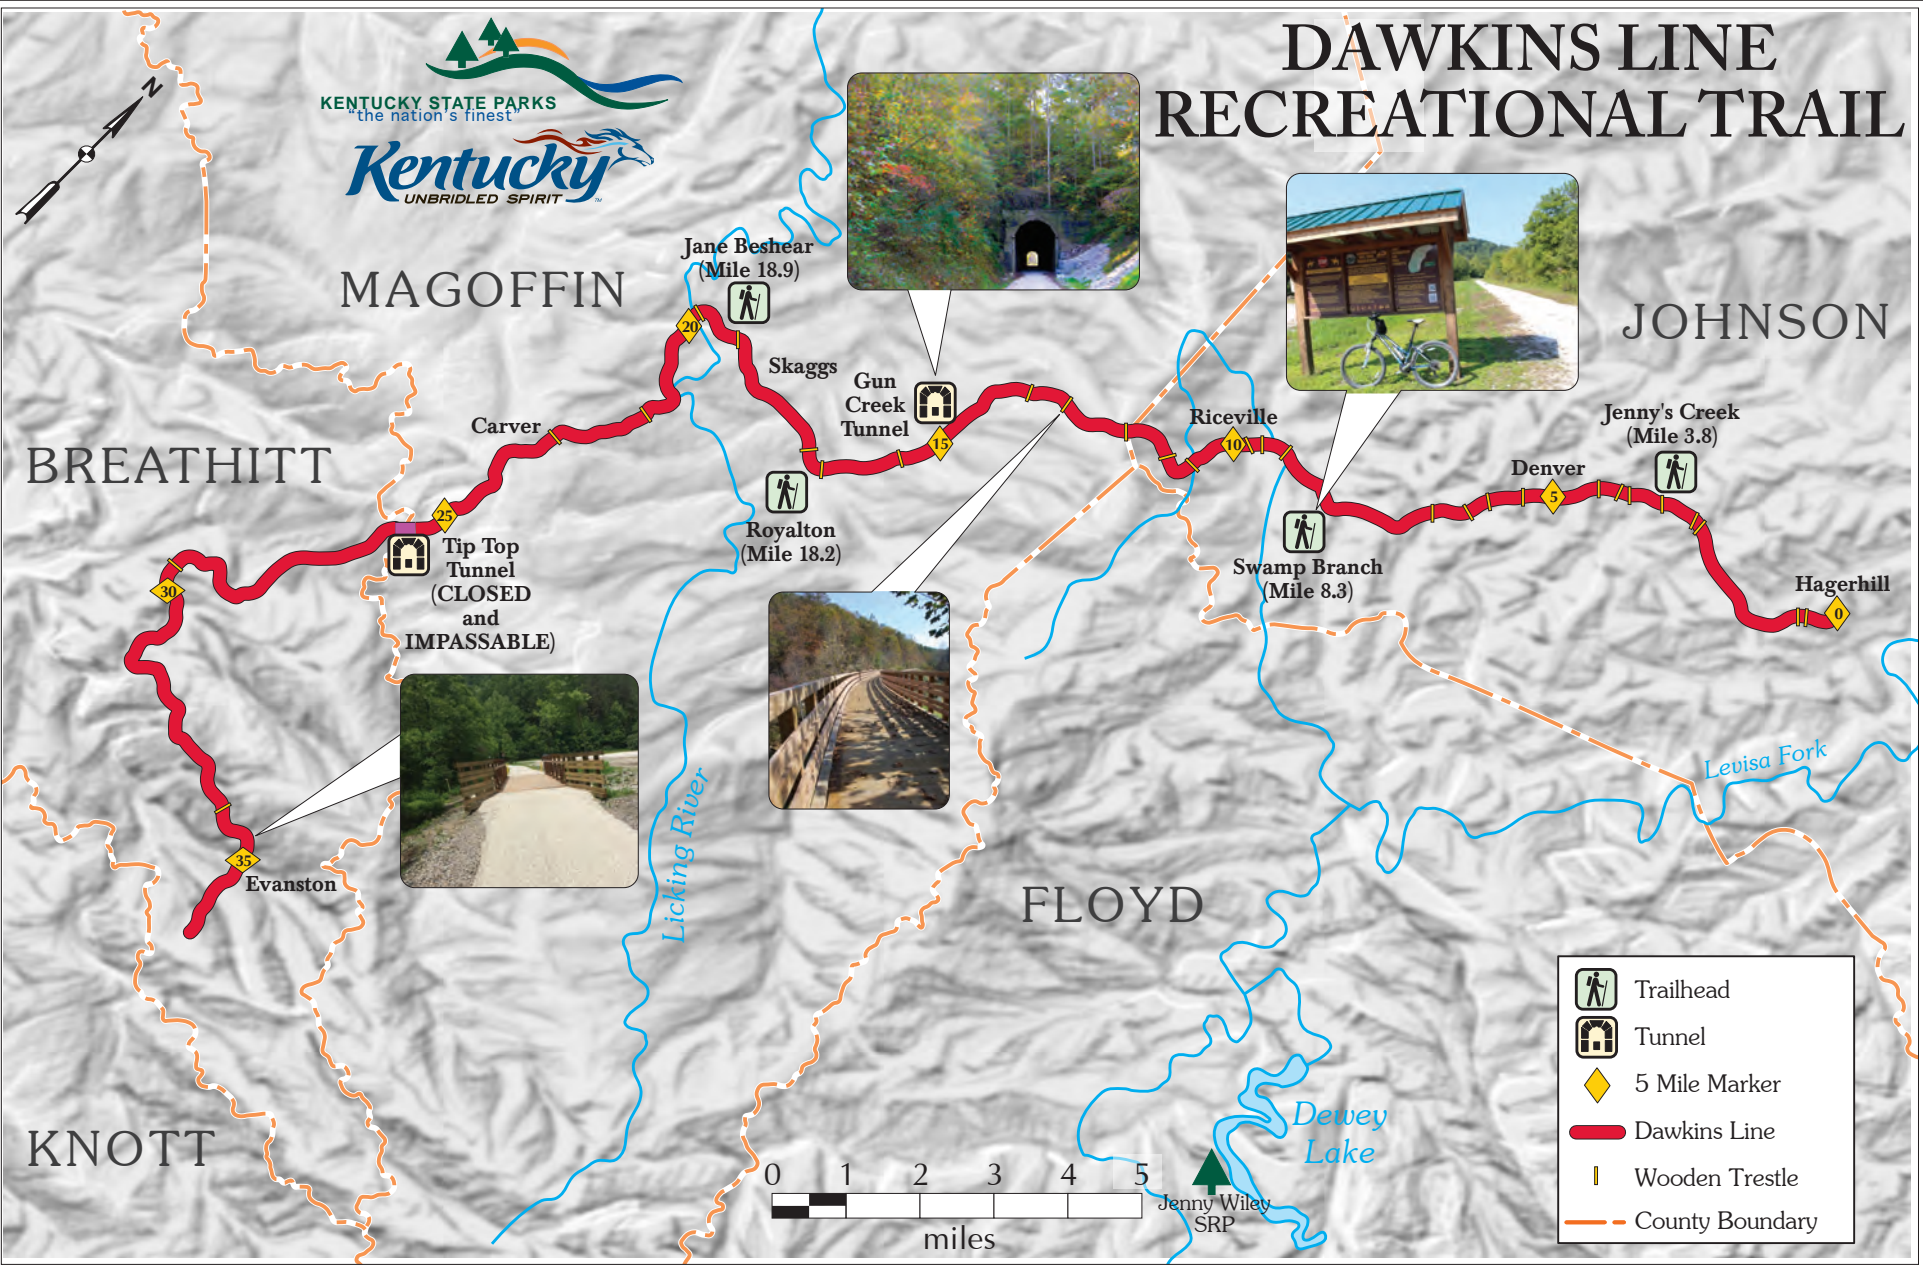 DAWKINS LINE
RECREATIONAL TRAIL
N
KENTUCKY STATE PARKS
"the nation's finest"
Kentucky
UNBRIDLED SPIRIT
TM
MAGOFFIN
JOHNSON
BREATHITT
FLOYD
KNOTT
Jane Beshear
(Mile 18.9)
20
Skaggs
Gun
Creek
Tunnel
15
Carver
Riceville
10
Jenny's Creek
(Mile 3.8)
Denver
5
Royalton
(Mile 18.2)
Swamp Branch
(Mile 8.3)
Hagerhill
0
25
Tip Top
Tunnel
(CLOSED
and
IMPASSABLE)
30
35
Evanston
Licking River
Levisa Fork
Dewey
Lake
Jenny Wiley
SRP
0 1 2 3 4 5
miles
Trailhead
Tunnel
5 Mile Marker
Dawkins Line
Wooden Trestle
County Boundary